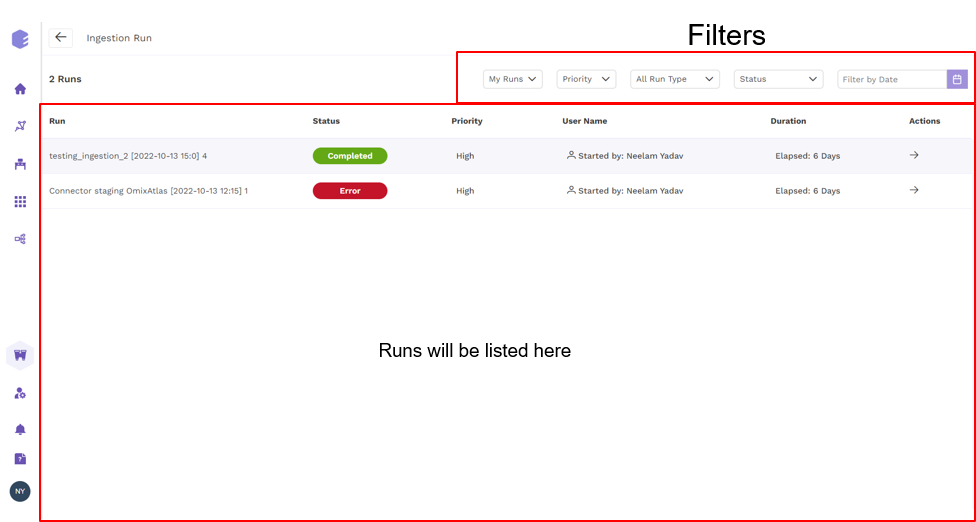 Filters
Ingestion Run
2 Runs
My Runs Priority All Run Type Status Filter by Date
Run Status Priority User Name Duration Actions
testing_ingestion_2 [2022-10-13 15:0] 4 Completed High Started by: Neelam Yadav Elapsed: 6 Days
Connector staging OmixAtlas [2022-10-13 12:15] 1 Error High Started by: Neelam Yadav Elapsed: 6 Days
Runs will be listed here
?
NY